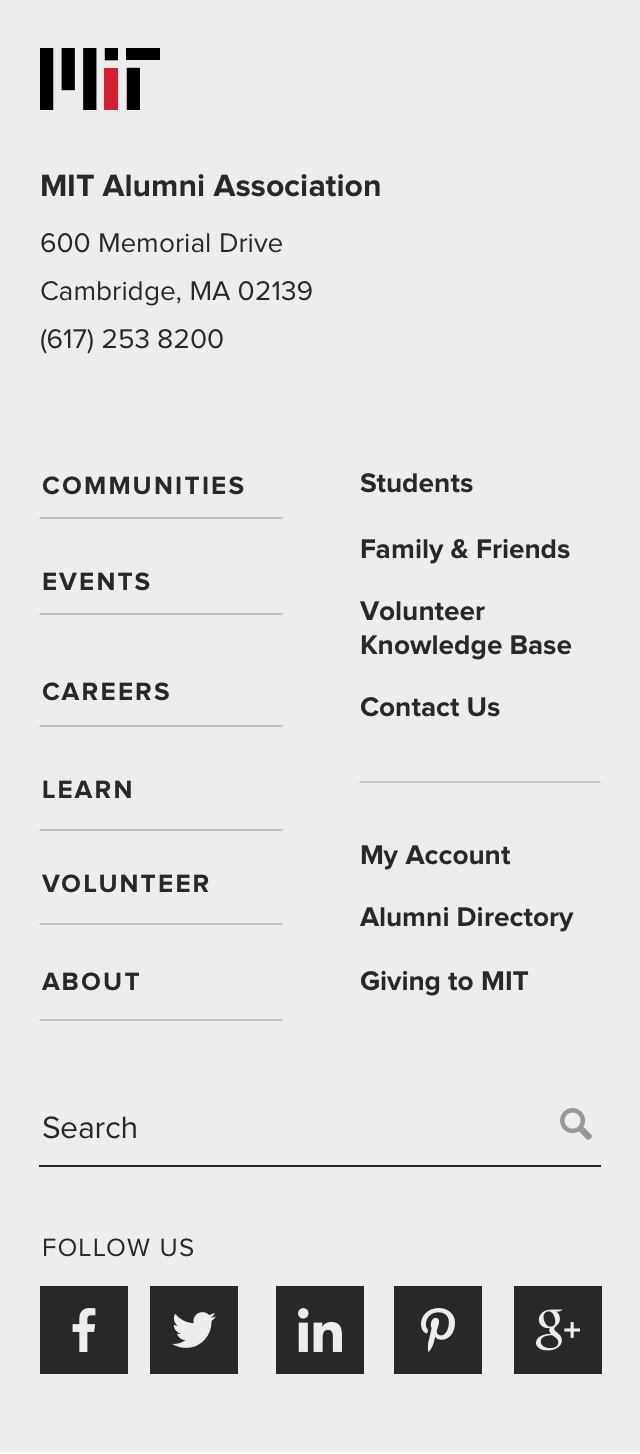 MIT
MIT Alumni Association
600 Memorial Drive
Cambridge, MA 02139
(617) 253 8200
COMMUNITIES
EVENTS
CAREERS
LEARN
VOLUNTEER
ABOUT
Students
Family & Friends
Volunteer
Knowledge Base
Contact Us
My Account
Alumni Directory
Giving to MIT
Search
FOLLOW US
f
in
g+